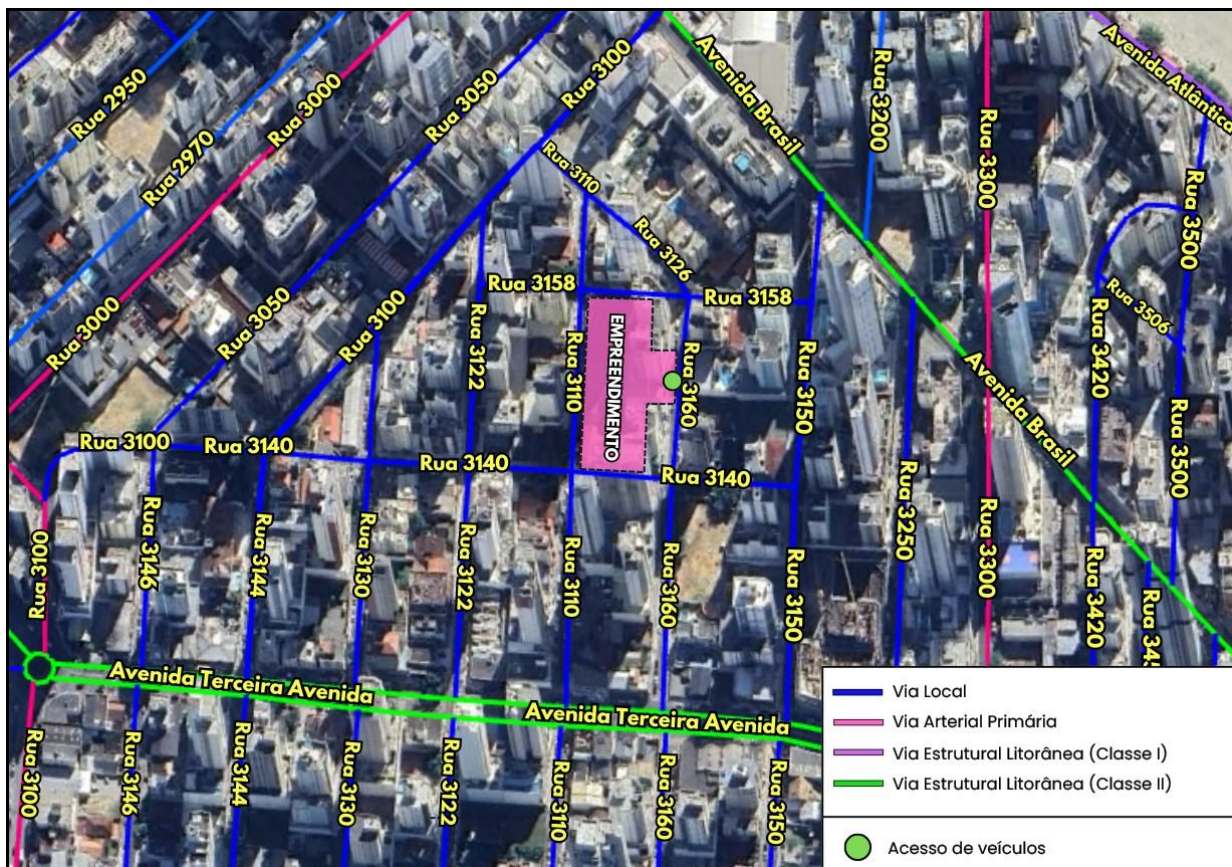 Rua 2950
Rua 2970
Rua 3000
Rua 3050
Rua 3100
Avenida Brasil
Rua 3200
Rua 3300
Avenida Atlântica
Rua 3110
Rua 3126
Rua 3500
Rua 3000
Rua 3050
Rua 3100
Rua 3122
Rua 3158
Rua 3158
Rua 3110
EMPREENDIMENTO
Rua 3160
Rua 3150
Avenida Brasil
Rua 3420
Rua 3506
Rua 3500
Rua 3100
Rua 3140
Rua 3140
Rua 3140
Rua 3100
Rua 3146
Rua 3144
Rua 3130
Rua 3122
Rua 3110
Rua 3160
Rua 3150
Rua 3250
Rua 3300
Rua 3420
Rua 345
Avenida Terceira Avenida
Avenida Terceira Avenida
Rua 3100
Rua 3146
Rua 3144
Rua 3130
Rua 3122
Rua 3110
Rua 3160
Rua 3150
Via Local
Via Arterial Primária
Via Estrutural Litorânea (Classe I)
Via Estrutural Litorânea (Classe II)
Acesso de veículos